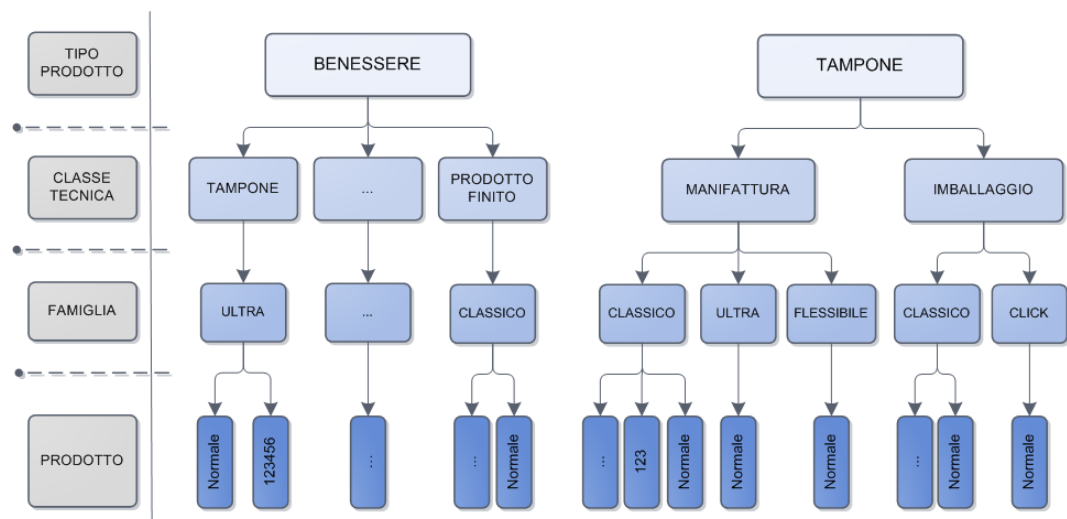 TIPO
PRODOTTO
BENESSERE
TAMPONE
CLASSE
TECNICA
TAMPONE
...
PRODOTTO
FINITO
MANIFATTURA
IMBALLAGGIO
FAMIGLIA
ULTRA
...
CLASSICO
CLASSICO
ULTRA
FLESSIBILE
CLASSICO
CLICK
PRODOTTO
Normale
123456
...
...
Normale
...
123
Normale
Normale
Normale
...
Normale
Normale